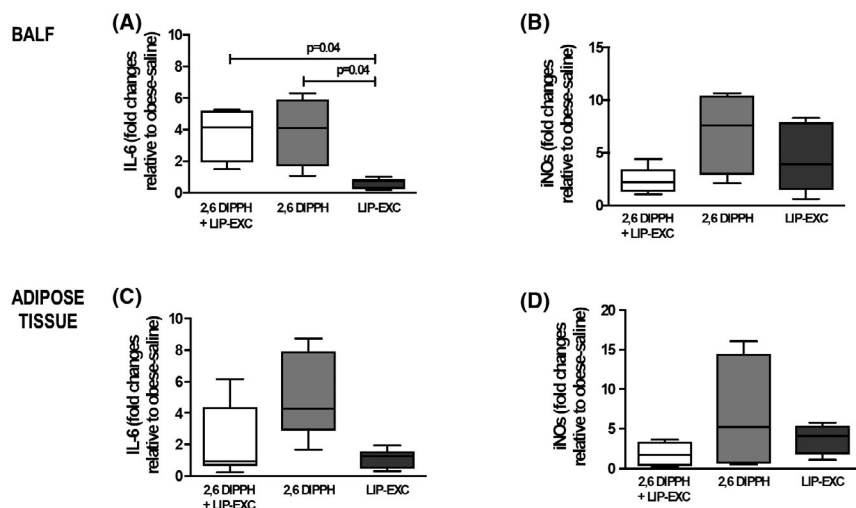 BALF
(A)
IL-6 (fold changes
relative to obese-saline)
10
8
6
4
2
0
p=0.04
p=0.04
2,6 DIPPH
+ LIP-EXC
2,6 DIPPH
LIP-EXC
(B)
iNOs (fold changes
relative to obese-saline)
15
10
5
0
2,6 DIPPH
+ LIP-EXC
2,6 DIPPH
LIP-EXC
ADIPOSE
TISSUE
(C)
IL-6 (fold changes
relative to obese-saline)
10
8
6
4
2
0
2,6 DIPPH
+ LIP-EXC
2,6 DIPPH
LIP-EXC
(D)
iNOs (fold changes
relative to obese-saline)
20
15
10
5
0
2,6 DIPPH
+ LIP-EXC
2,6 DIPPH
LIP-EXC